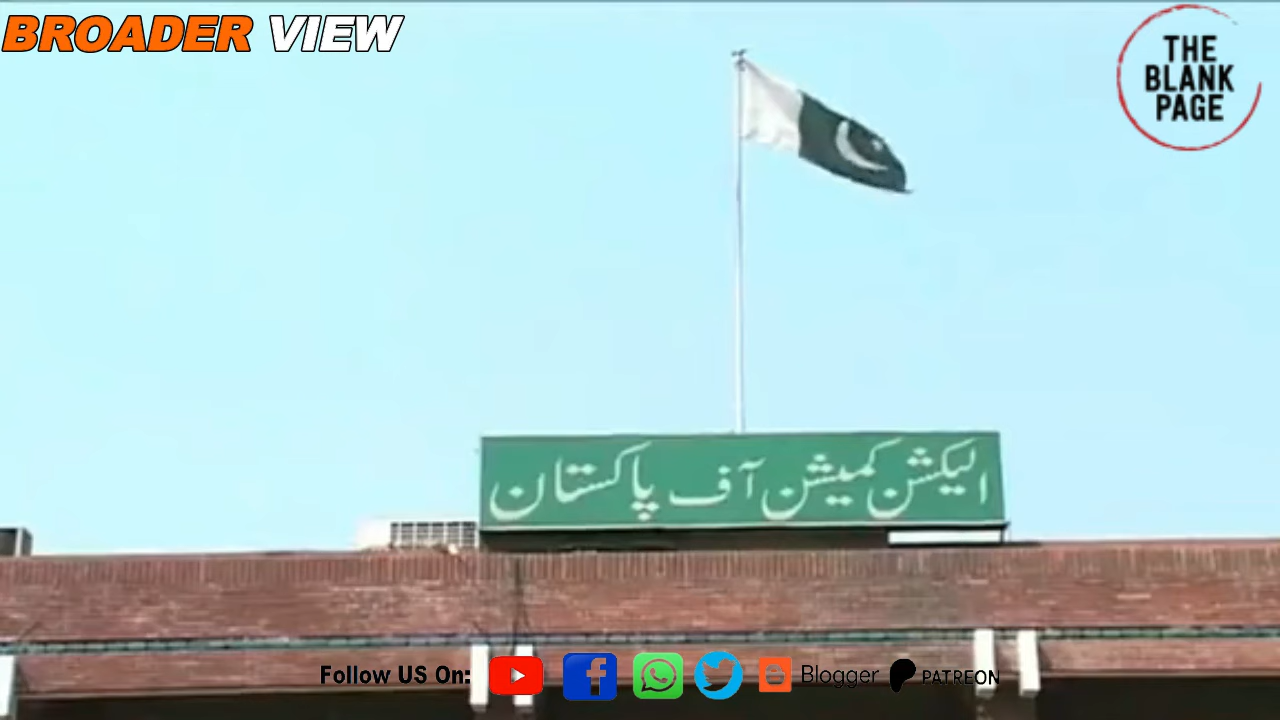 BROADER VIEW
THE
BLANK
PAGE
الیکشن کمیشن آف پاکستان
Follow US On:
Blogger
PATREON